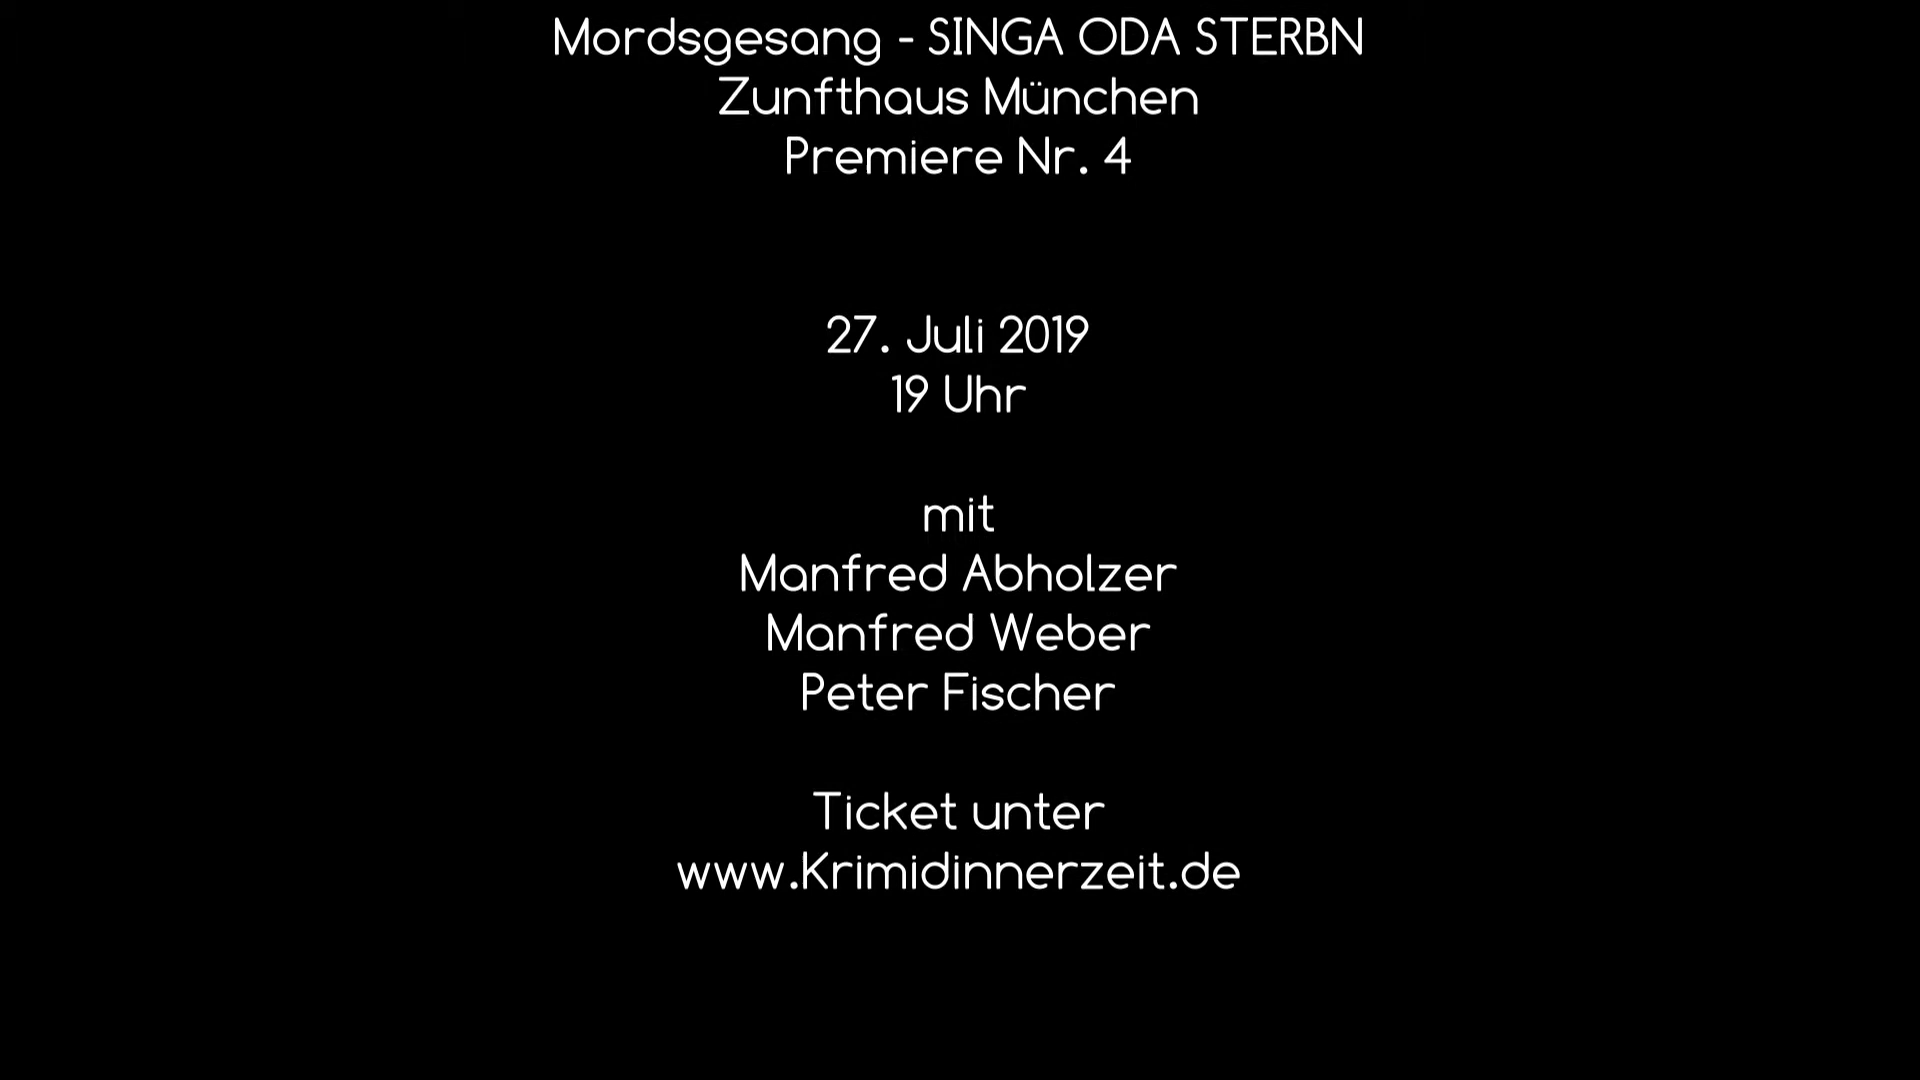 Mordsgesang - SINGA ODA STERBN
Zunfthaus München
Premiere Nr. 4
27. Juli 2019
19 Uhr
mit
Manfred Abholzer
Manfred Weber
Peter Fischer
Ticket unter
www.Krimidinnerzeit.de